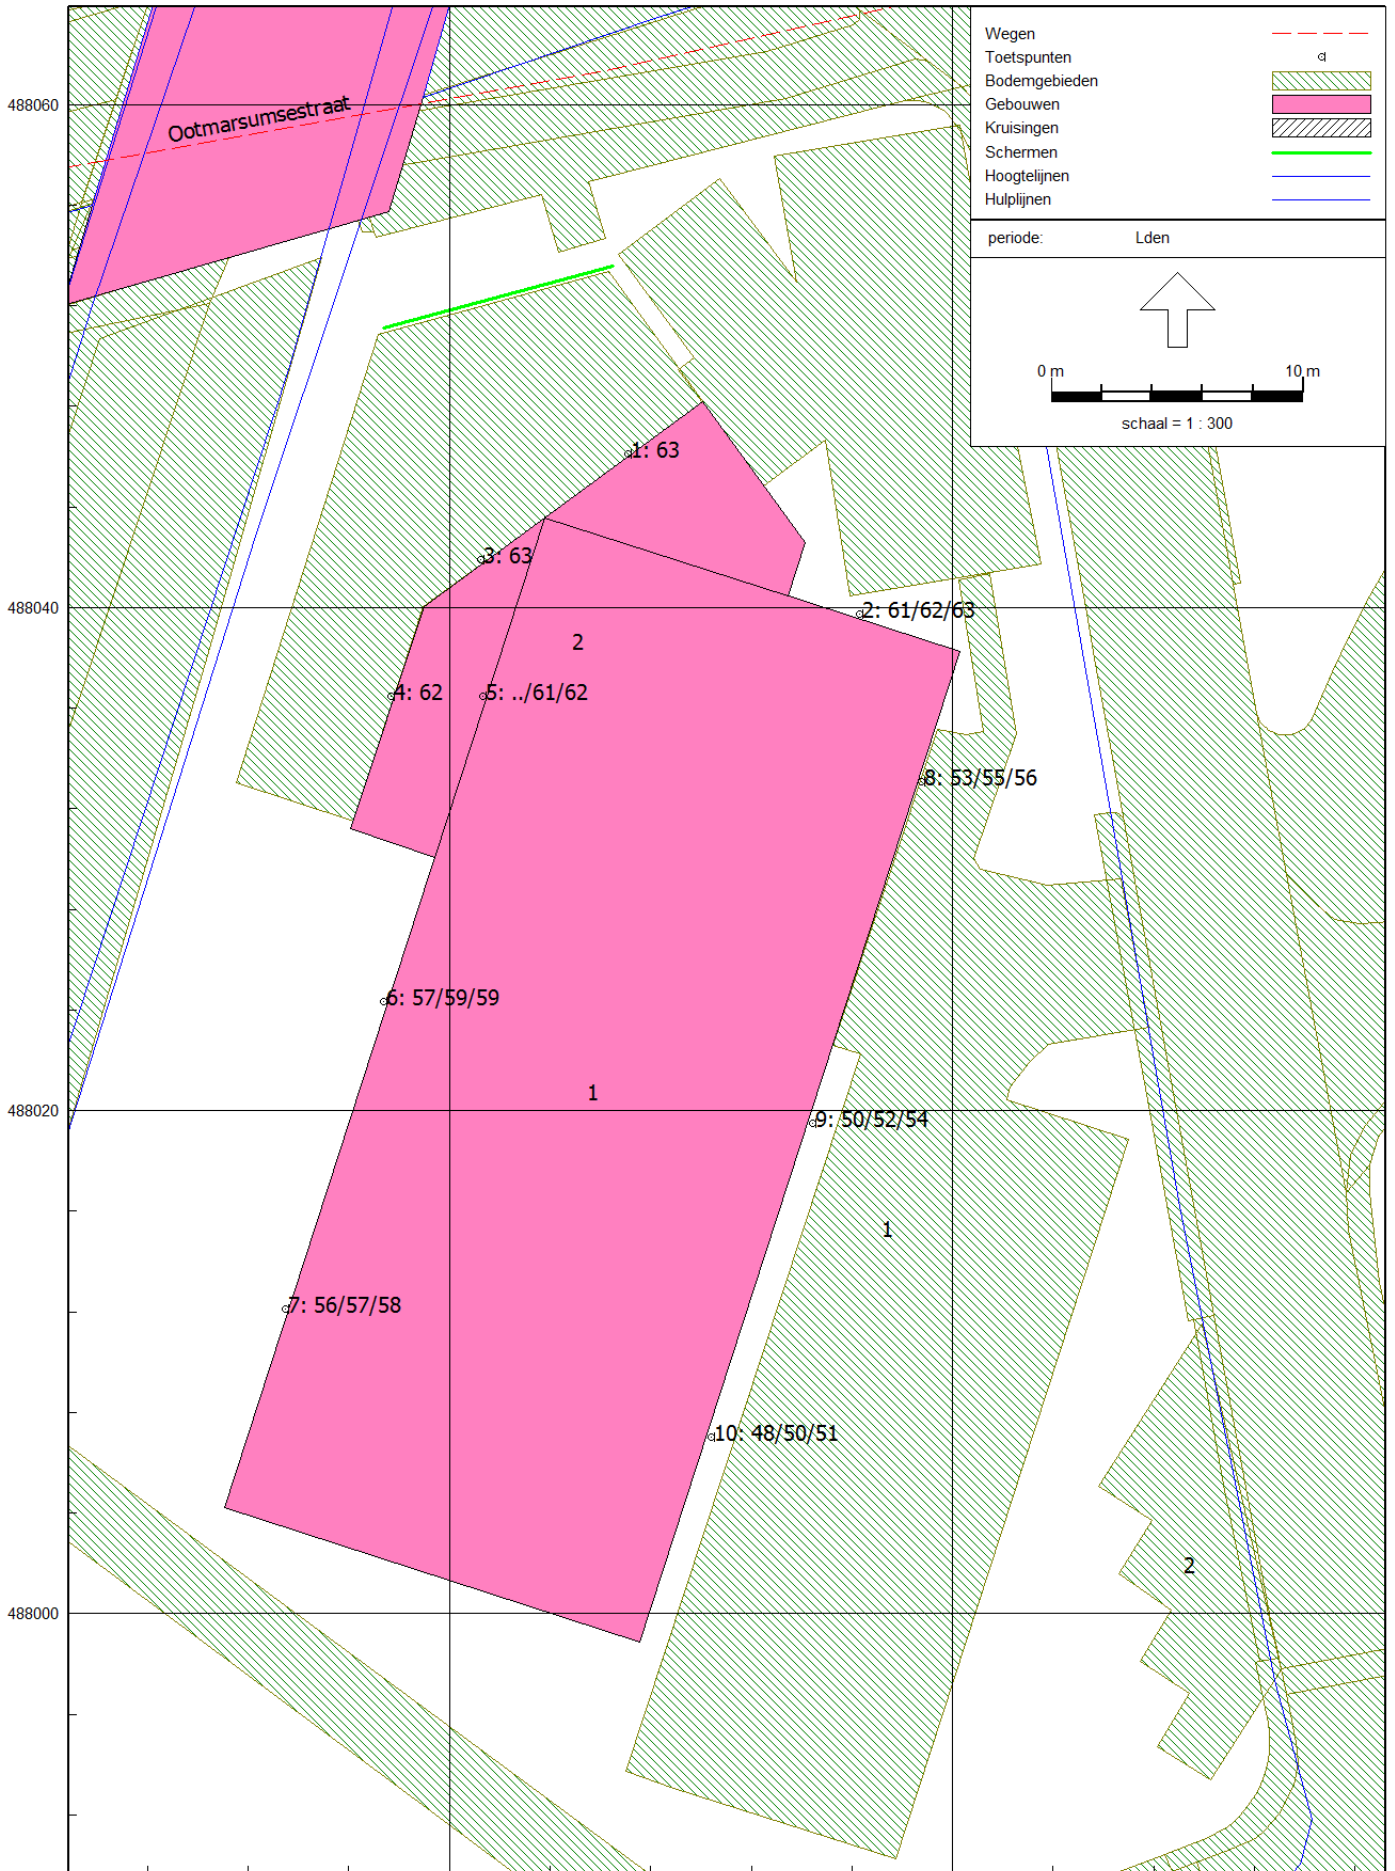 Wegen
Toetspunten
Bodemgebieden
Gebouwen
Kruisingen
Schermen
Hoogtelijnen
Hulplijnen
periode: Lden
0 m 10 m
schaal = 1 : 300
488060
Ootmarsumsestraat
1: 63
3: 63
488040
2: 61/62/63
2
4: 62
5: ../61/62
8: 53/55/56
6: 57/59/59
1
488020
9: 50/52/54
1
7: 56/57/58
10: 48/50/51
2
488000